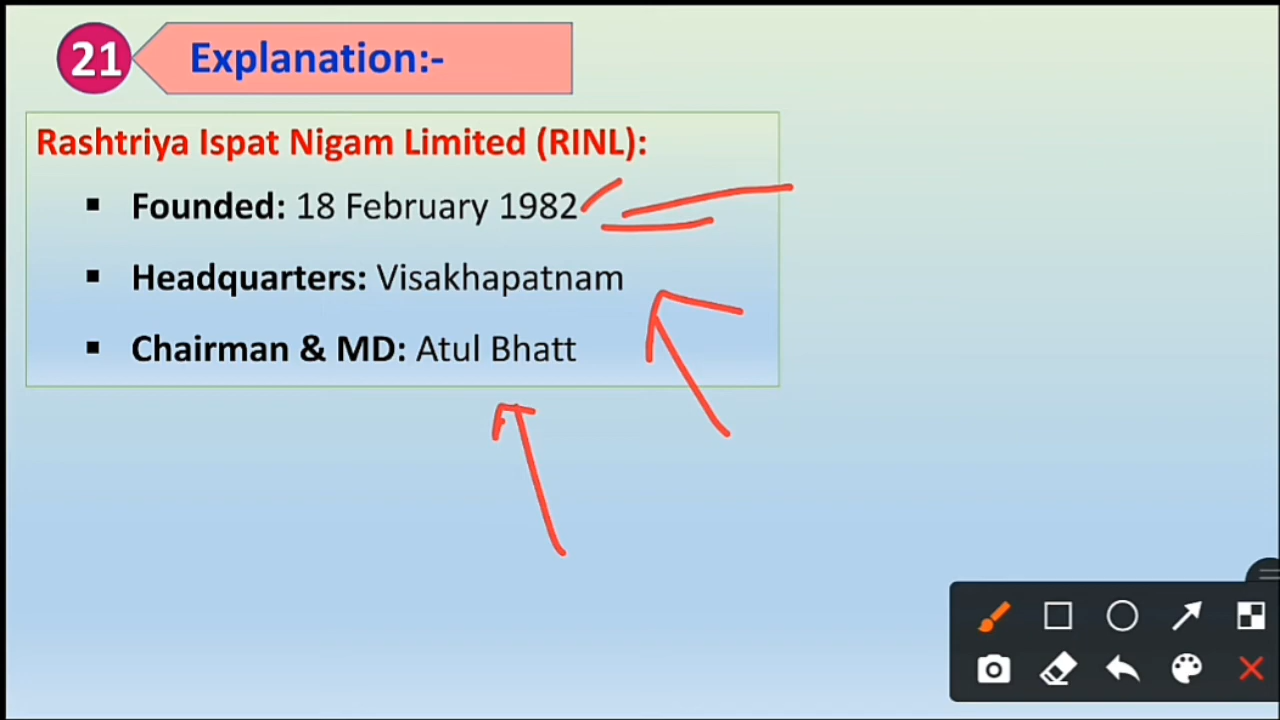 21 Explanation:-
Rashtriya Ispat Nigam Limited (RINL):
▪ Founded: 18 February 1982
▪ Headquarters: Visakhapatnam
▪ Chairman & MD: Atul Bhatt